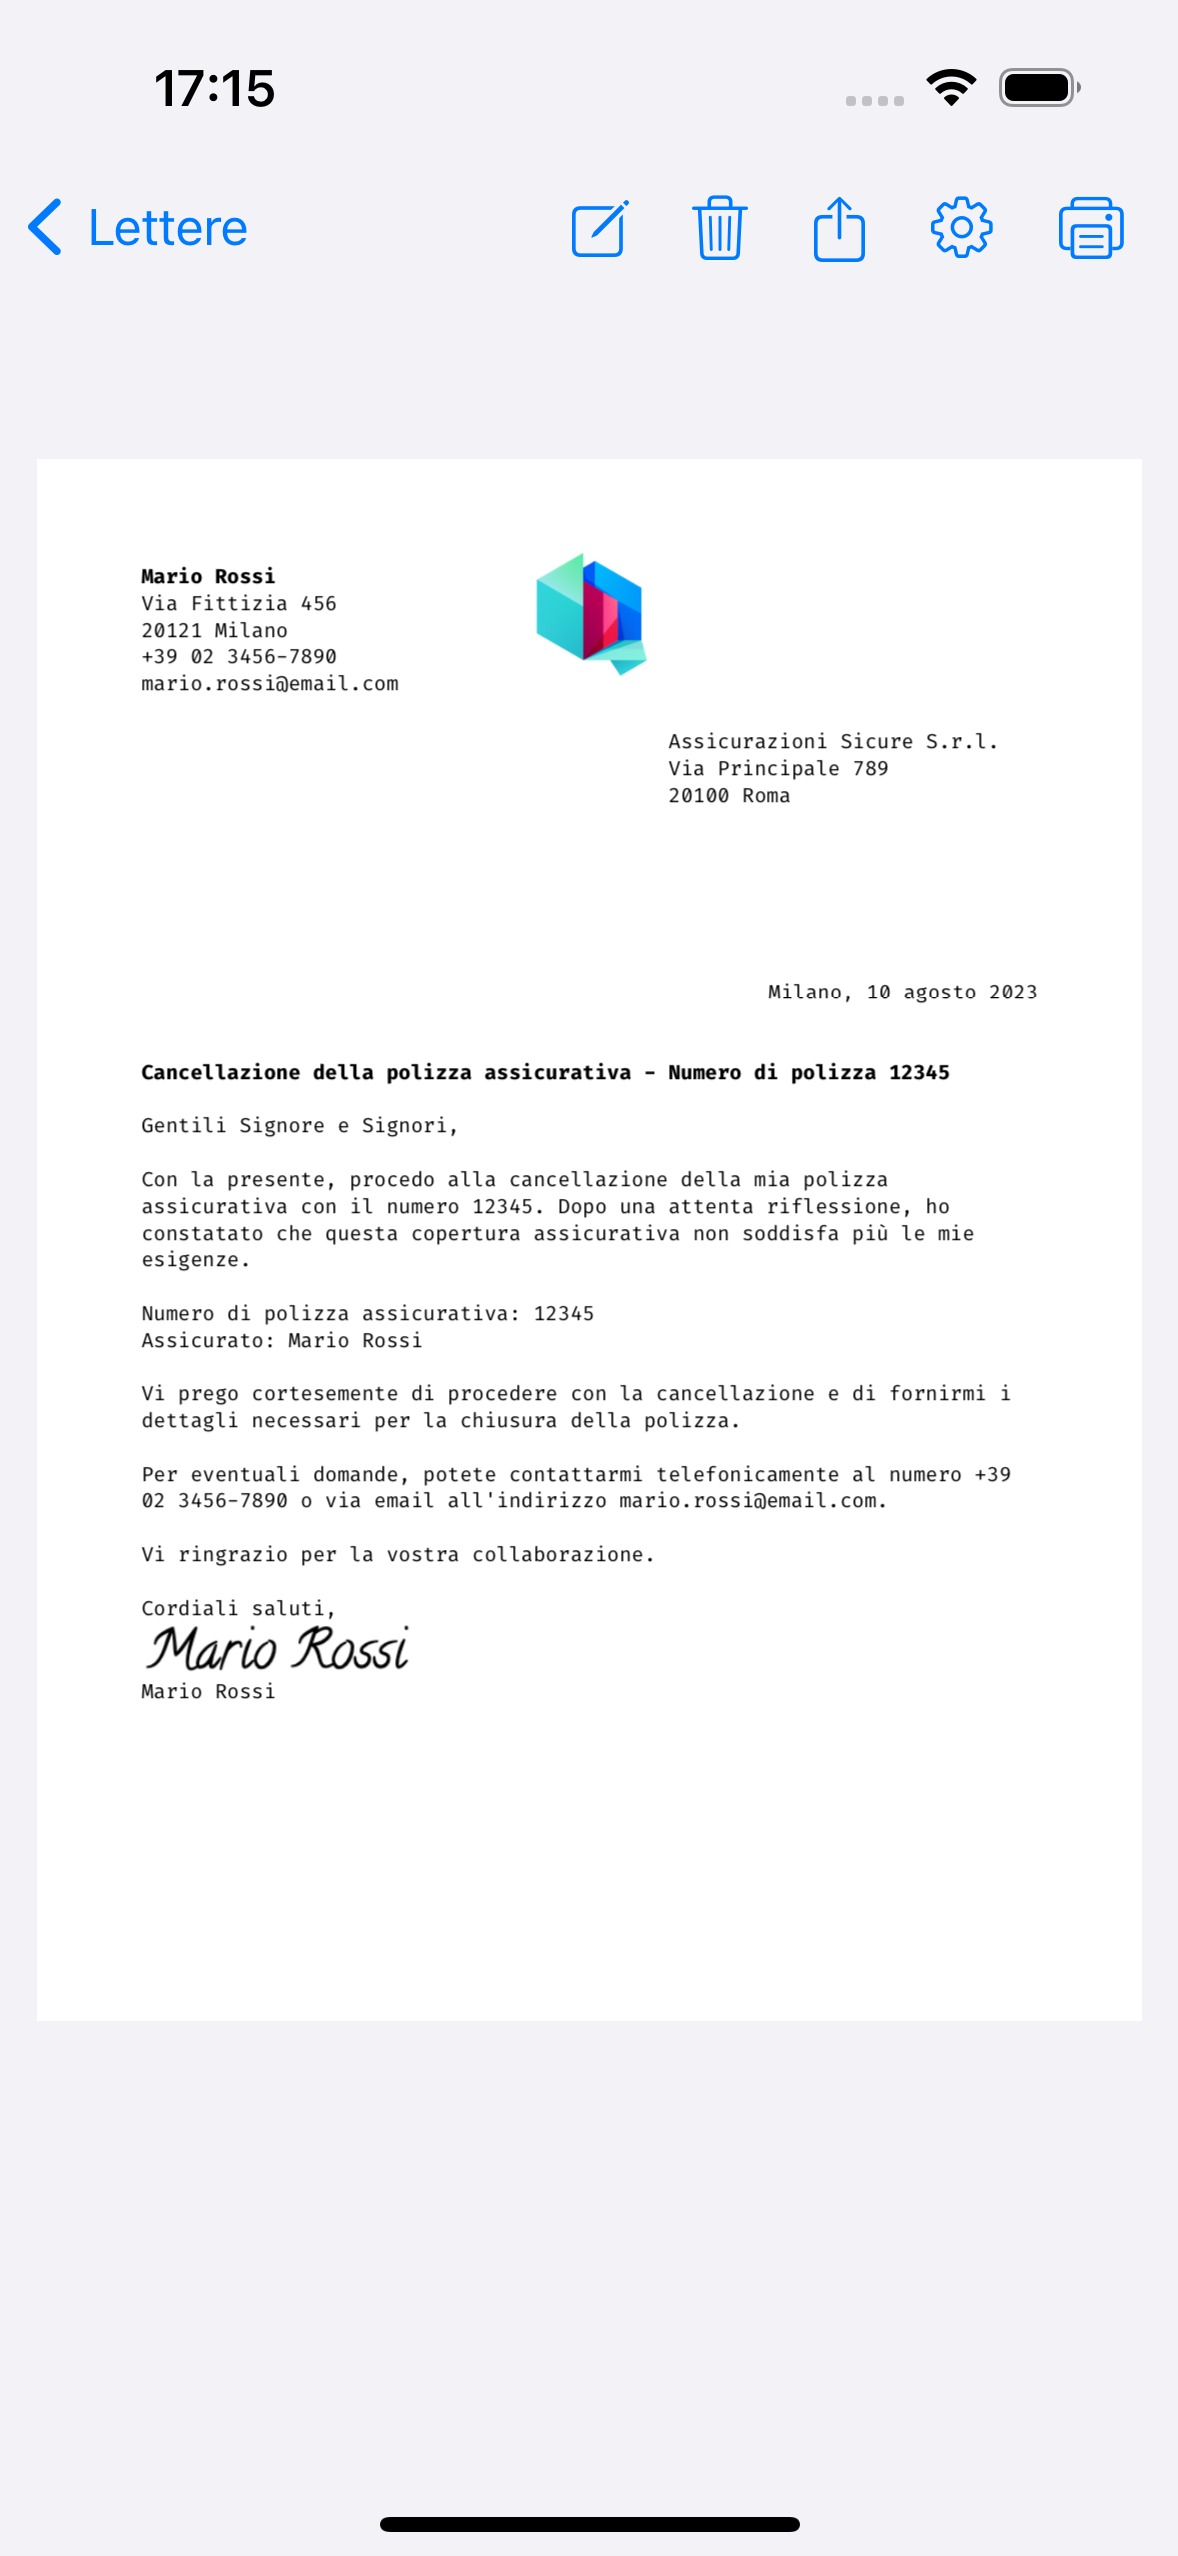 17:15
Lettere
Mario Rossi
Via Fittizia 456
20121 Milano
+39 02 3456-7890
mario.rossi@email.com
Assicurazioni Sicure S.r.l.
Via Principale 789
20100 Roma
Milano, 10 agosto 2023
Cancellazione della polizza assicurativa - Numero di polizza 12345
Gentili Signore e Signori,
Con la presente, procedo alla cancellazione della mia polizza
assicurativa con il numero 12345. Dopo una attenta riflessione, ho
constatato che questa copertura assicurativa non soddisfa più le mie
esigenze.
Numero di polizza assicurativa: 12345
Assicurato: Mario Rossi
Vi prego cortesemente di procedere con la cancellazione e di fornirmi i
dettagli necessari per la chiusura della polizza.
Per eventuali domande, potete contattarmi telefonicamente al numero +39
02 3456-7890 o via email all'indirizzo mario.rossi@email.com.
Vi ringrazio per la vostra collaborazione.
Cordiali saluti,
Mario Rossi
Mario Rossi